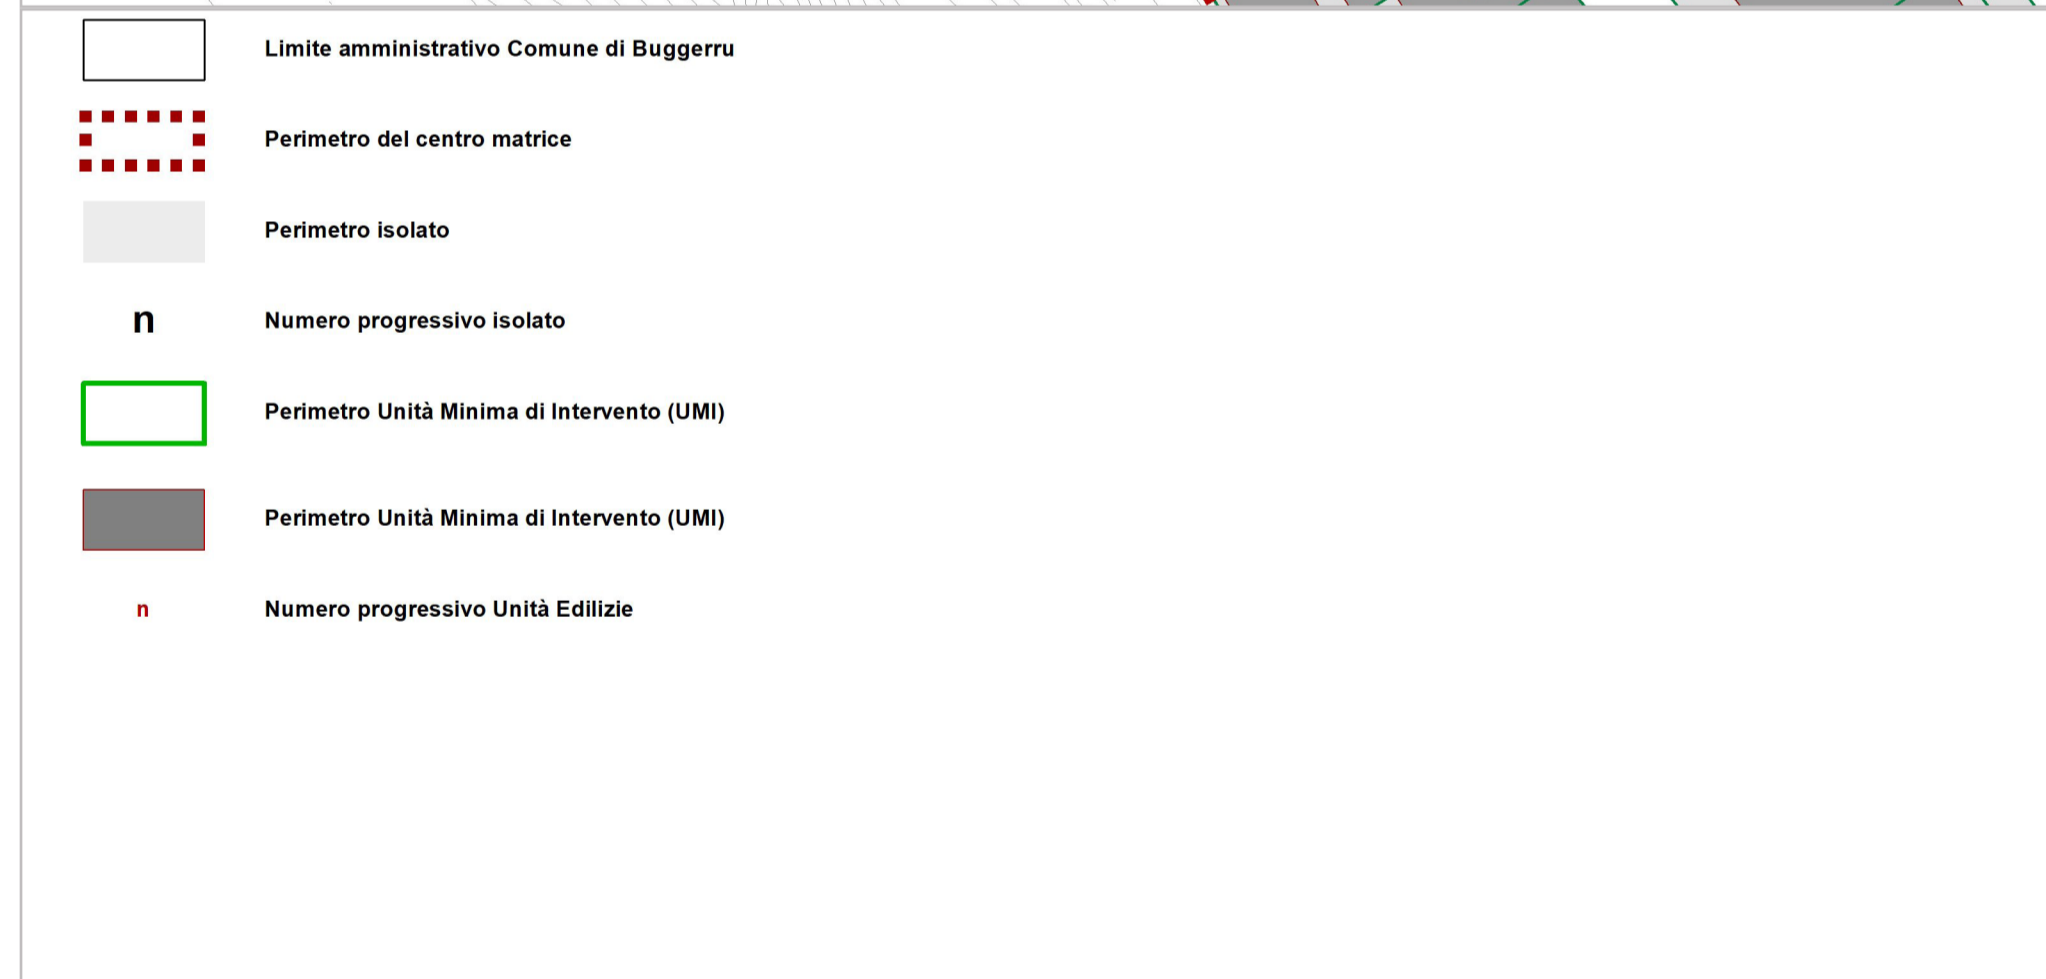 Limite amministrativo Comune di Buggerru
Perimetro del centro matrice
Perimetro isolato
n Numero progressivo isolato
Perimetro Unità Minima di Intervento (UMI)
Perimetro Unità Minima di Intervento (UMI)
n Numero progressivo Unità Edilizie